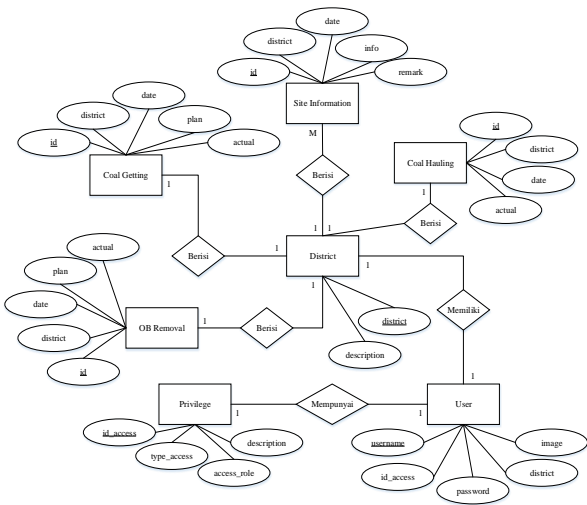 date
district
info
id
remark
Site Information
M
date
district
plan
id
actual
Coal Getting
1
id
Coal Hauling
district
date
actual
1
Berisi
Berisi
Berisi
1
1
1
District
1
1
actual
plan
date
district
id
OB Removal
1
Berisi
1
district
description
Memiliki
1
Privilege
1
Mempunyai
1
User
id_access
type_access
access_role
description
username
id_access
password
district
image